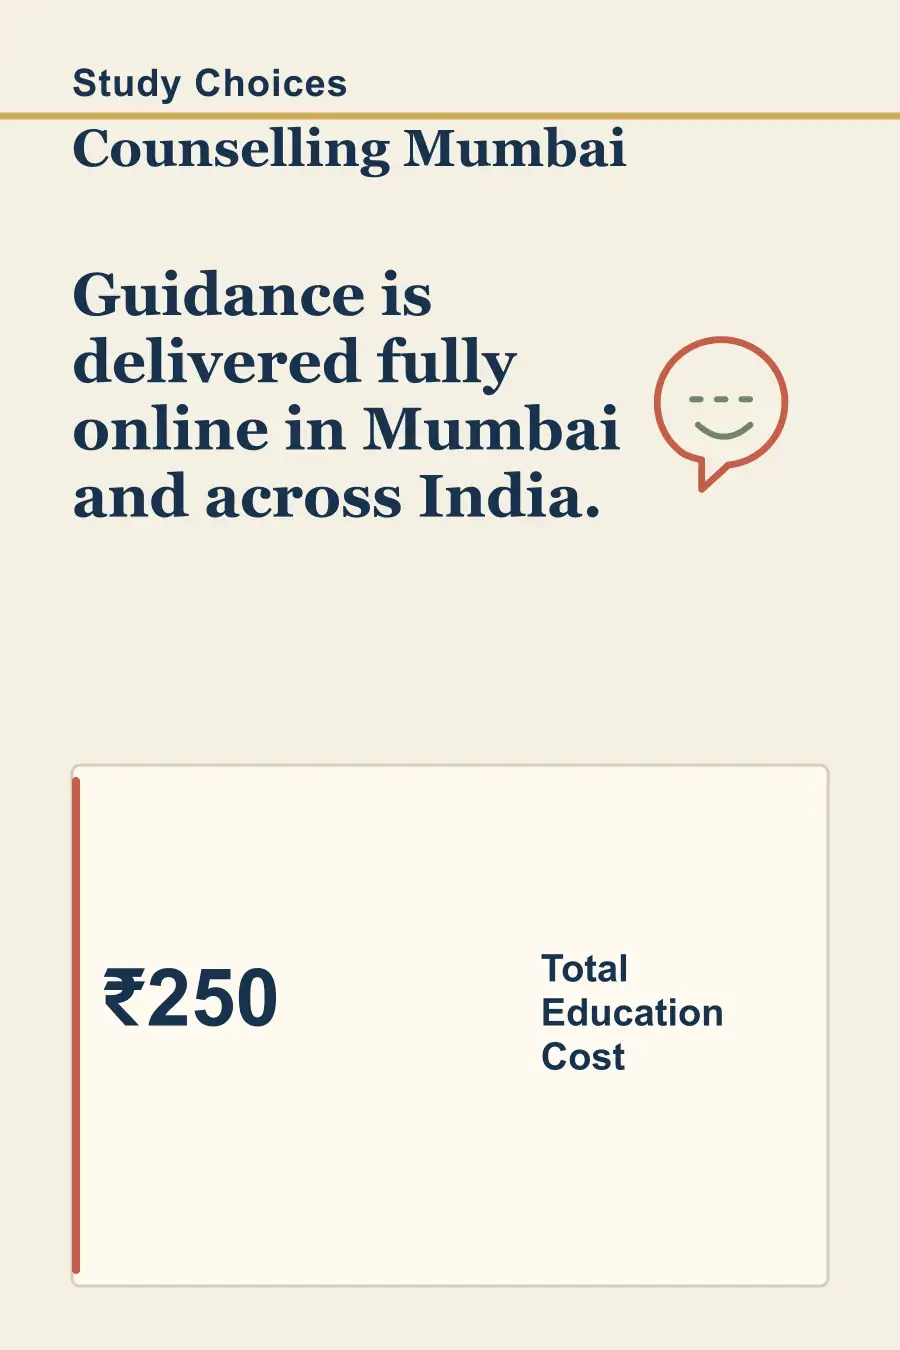 Study Choices
Counselling Mumbai
Guidance is
delivered fully
online in Mumbai
and across India.
₹250
Total
Education
Cost